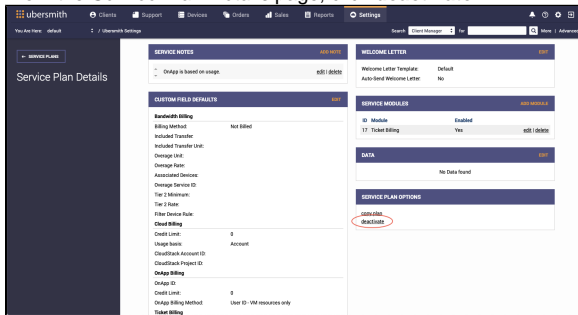 ubersmith
Clients
Support
Devices
Orders
Sales
Reports
Settings
You Are Here: default / Ubersmith Settings
Search Client Manager for More | Advanced
← SERVICE PLANS
Service Plan Details
SERVICE NOTES ADD NOTE
OnApp is based on usage. edit | delete
CUSTOM FIELD DEFAULTS EDIT
Bandwidth Billing
Billing Method: Not Billed
Included Transfer:
Included Transfer Unit:
Overage Unit:
Overage Rate:
Associated Devices:
Overage Service ID:
Tier 2 Minimum:
Tier 2 Rate:
Filter Device Rule:
Cloud Billing
Credit Limit: 0
Usage basis: Account
CloudStack Account ID:
CloudStack Project ID:
OnApp Billing
OnApp ID:
Credit Limit: 0
OnApp Billing Method: User ID - VM resources only
Ticket Billing
WELCOME LETTER EDIT
Welcome Letter Template: Default
Auto-Send Welcome Letter: No
SERVICE MODULES ADD MODULE
ID Module Enabled
17 Ticket Billing Yes edit | delete
DATA EDIT
No Data found
SERVICE PLAN OPTIONS
copy plan
deactivate